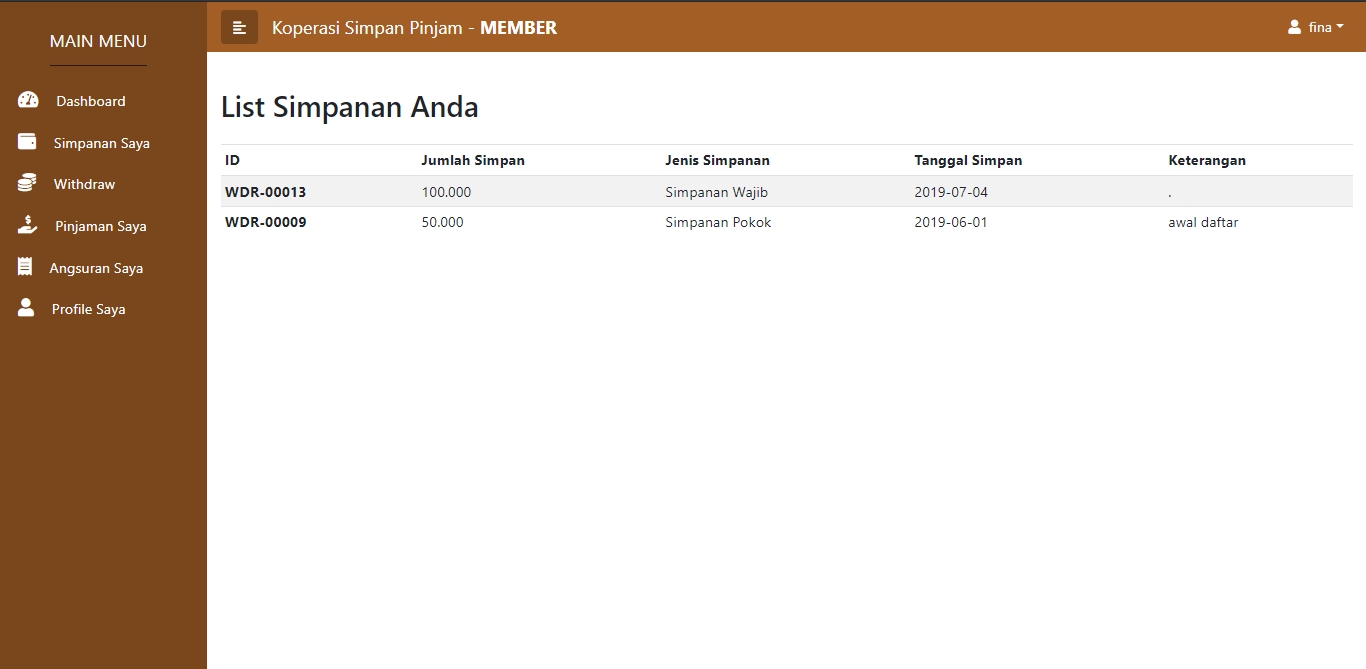 MAIN MENU
Dashboard
Simpanan Saya
Withdraw
Pinjaman Saya
Angsuran Saya
Profile Saya
Koperasi Simpan Pinjam - MEMBER
fina
List Simpanan Anda
ID Jumlah Simpan Jenis Simpanan Tanggal Simpan Keterangan
WDR-00013 100.000 Simpanan Wajib 2019-07-04 .
WDR-00009 50.000 Simpanan Pokok 2019-06-01 awal daftar